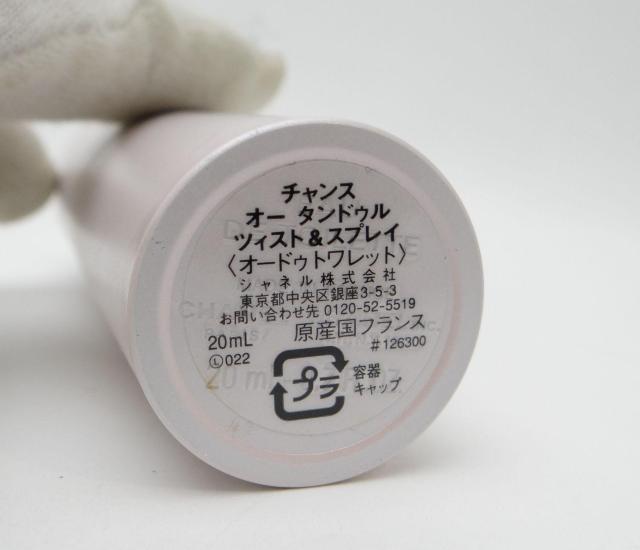 チャンス
オー タンドゥル
ツィスト&スプレイ
〈オードゥトワレット〉
シャネル株式会社
東京都中央区銀座3-5-3
お問い合わせ先 0120-52-5519
20mL 原産国フランス
Ⓛ022 #126300
プラ 容器
キャップ